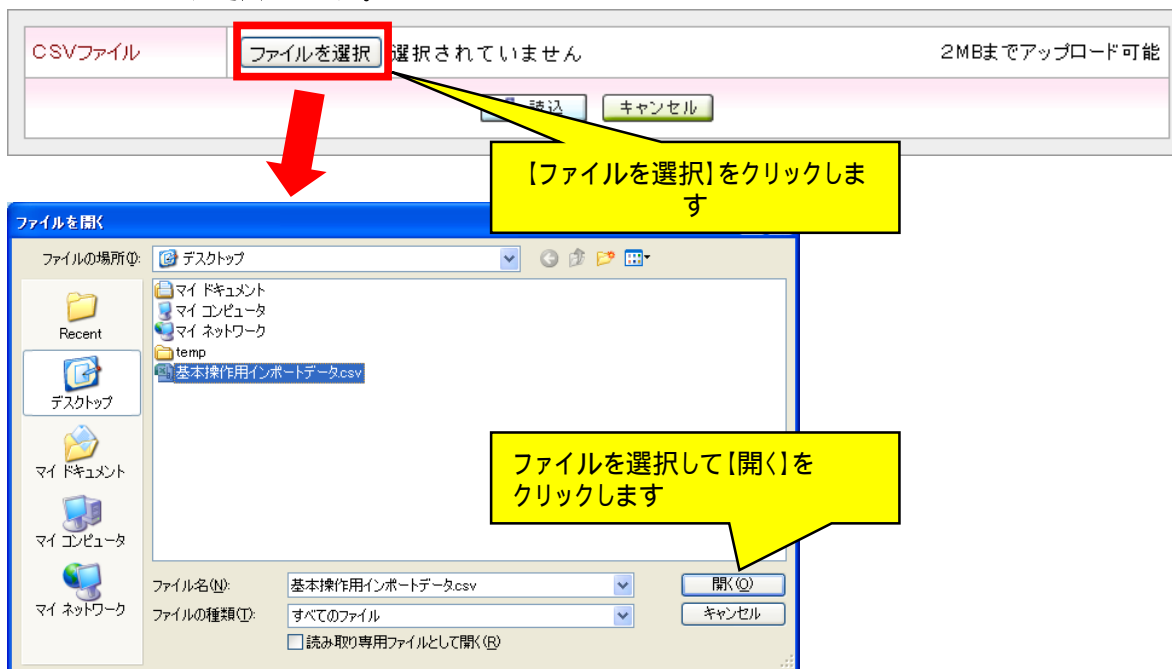 CSVファイル
ファイルを選択 選択されていません
2MBまでアップロード可能
読込
キャンセル
【ファイルを選択】をクリックしま
す
ファイルを開く
ファイルの場所(I):
デスクトップ
マイ ドキュメント
マイ コンピュータ
マイ ネットワーク
temp
基本操作用インポートデータ.csv
Recent
デスクトップ
マイ ドキュメント
マイ コンピュータ
マイ ネットワーク
ファイルを選択して【開く】を
クリックします
ファイル名(N):
基本操作用インポートデータ.csv
開く(O)
ファイルの種類(T):
すべてのファイル
キャンセル
読み取り専用ファイルとして開く(R)